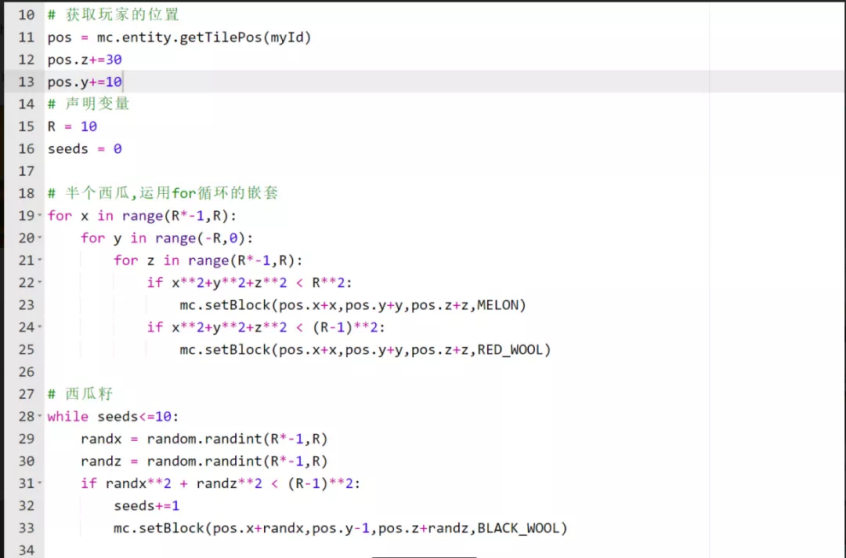 10 # 获取玩家的位置
11 pos = mc.entity.getTilePos(myId)
12 pos.z+=30
13 pos.y+=10
14 # 声明变量
15 R = 10
16 seeds = 0
17
18 # 半个西瓜,运用for循环的嵌套
19 for x in range(R*-1,R):
20     for y in range(-R,0):
21         for z in range(R*-1,R):
22             if x**2+y**2+z**2 < R**2:
23                 mc.setBlock(pos.x+x,pos.y+y,pos.z+z,MELON)
24             if x**2+y**2+z**2 < (R-1)**2:
25                 mc.setBlock(pos.x+x,pos.y+y,pos.z+z,RED_WOOL)
26
27 # 西瓜籽
28 while seeds<=10:
29     randx = random.randint(R*-1,R)
30     randz = random.randint(R*-1,R)
31     if randx**2 + randz**2 < (R-1)**2:
32         seeds+=1
33         mc.setBlock(pos.x+randx,pos.y-1,pos.z+randz,BLACK_WOOL)
34